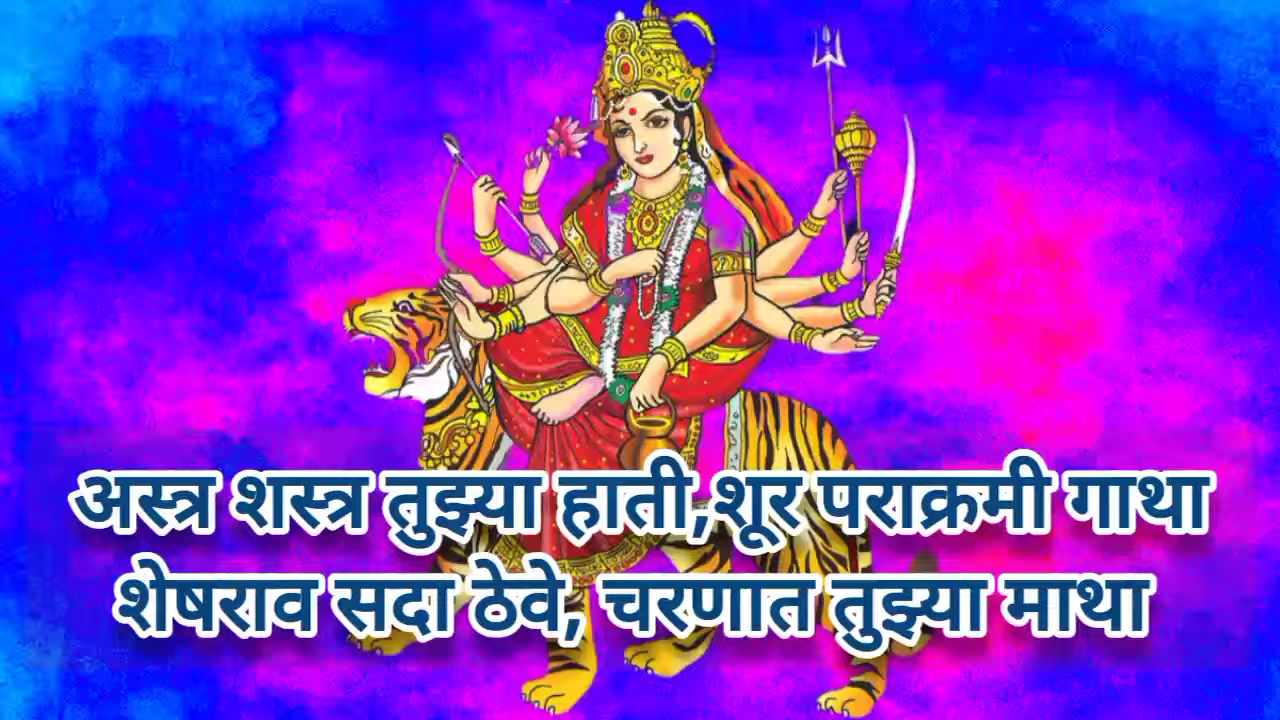 अस्त्र शस्त्र तुझ्या हाती,शूर पराक्रमी गाथा
शेषराव सदा ठेवे, चरणात तुझ्या माथा